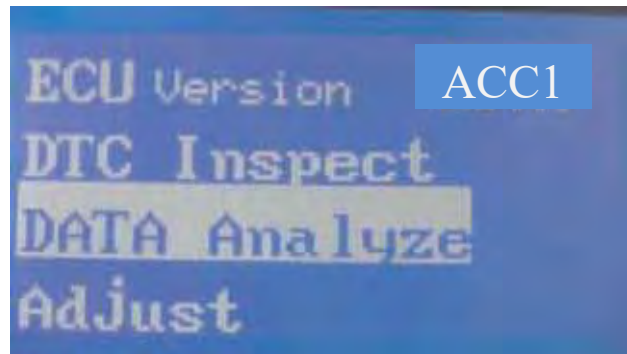 ECU Version
ACC1
DTC Inspect
DATA Analyze
Adjust